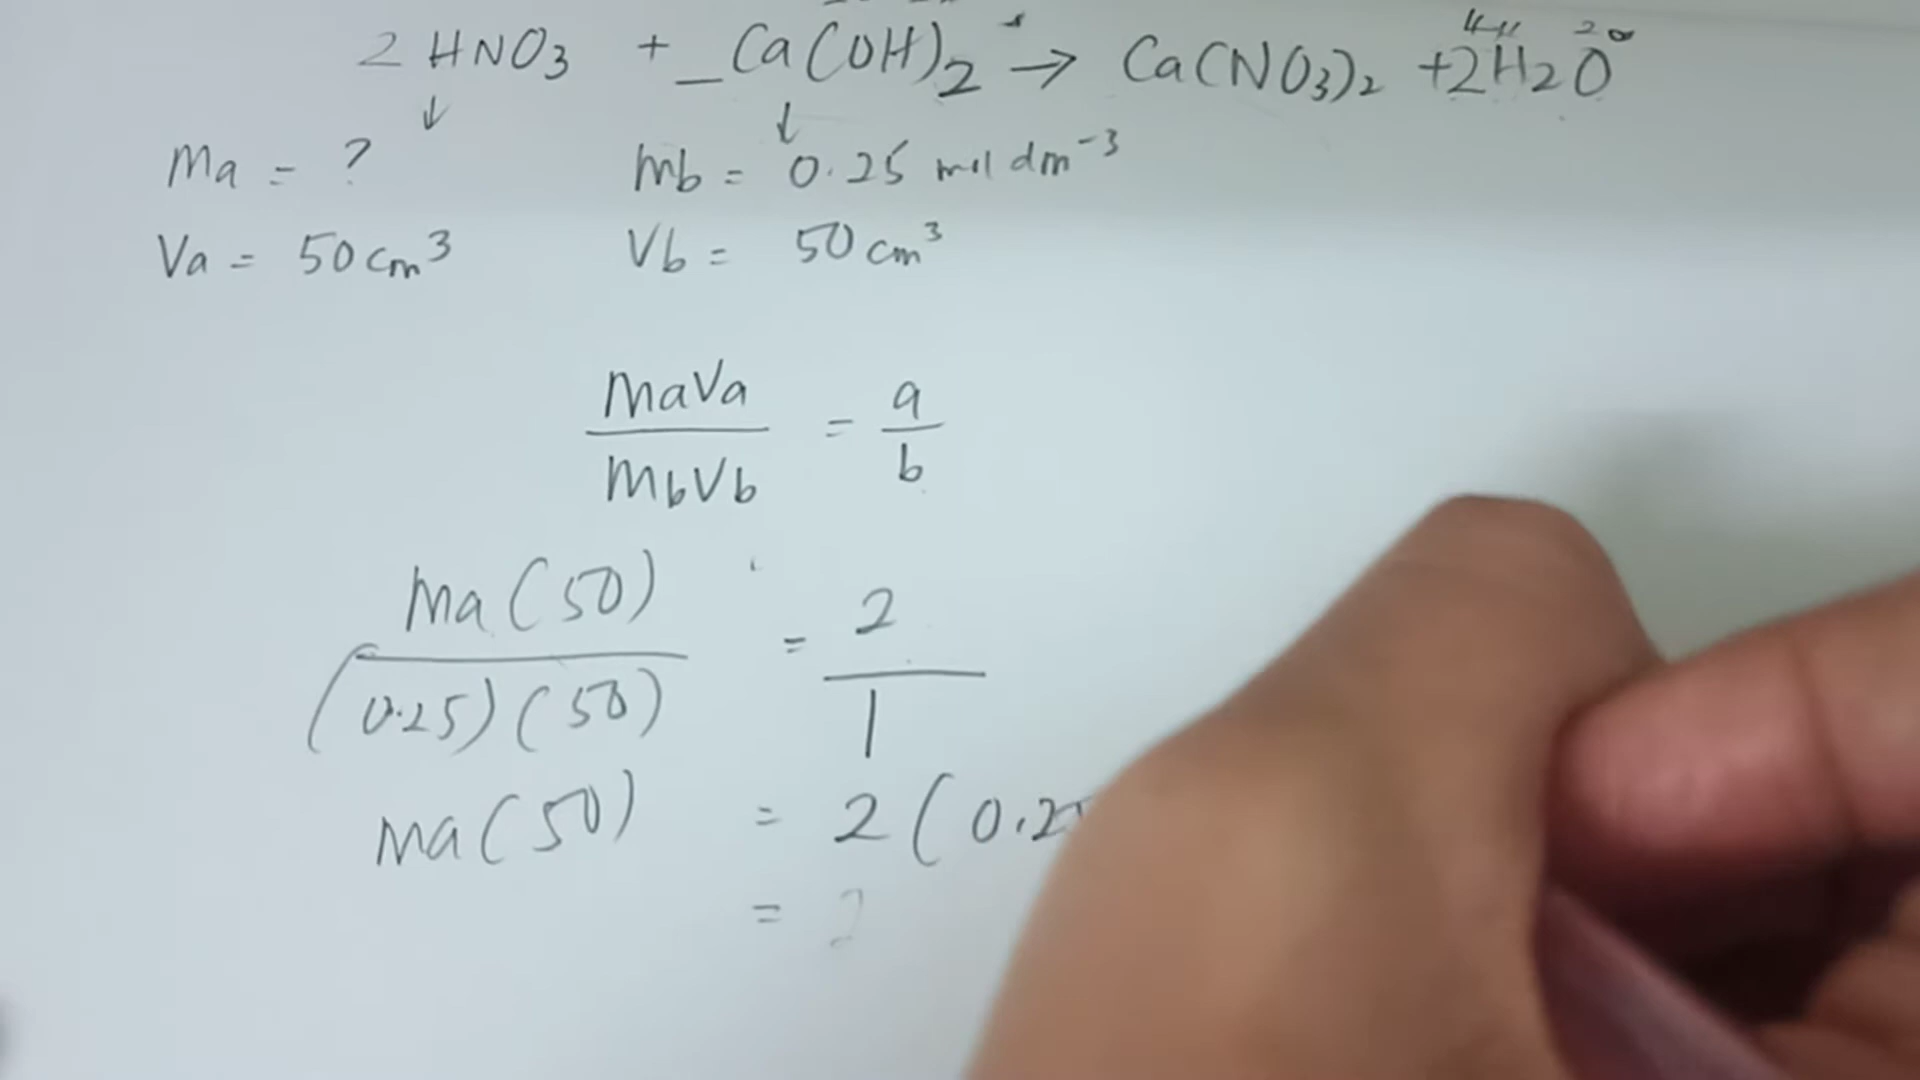 2 HNO3 + _Ca(OH)2 → Ca(NO3)2 + 2H2O
↓ ↓
Ma = ? Mb = 0.25 mol dm-3
Va = 50 cm3 Vb = 50 cm3
MaVa = a
MbVb b
Ma(50) = 2
(0.25)(50) 1
Ma(50) = 2(0.2
= 2